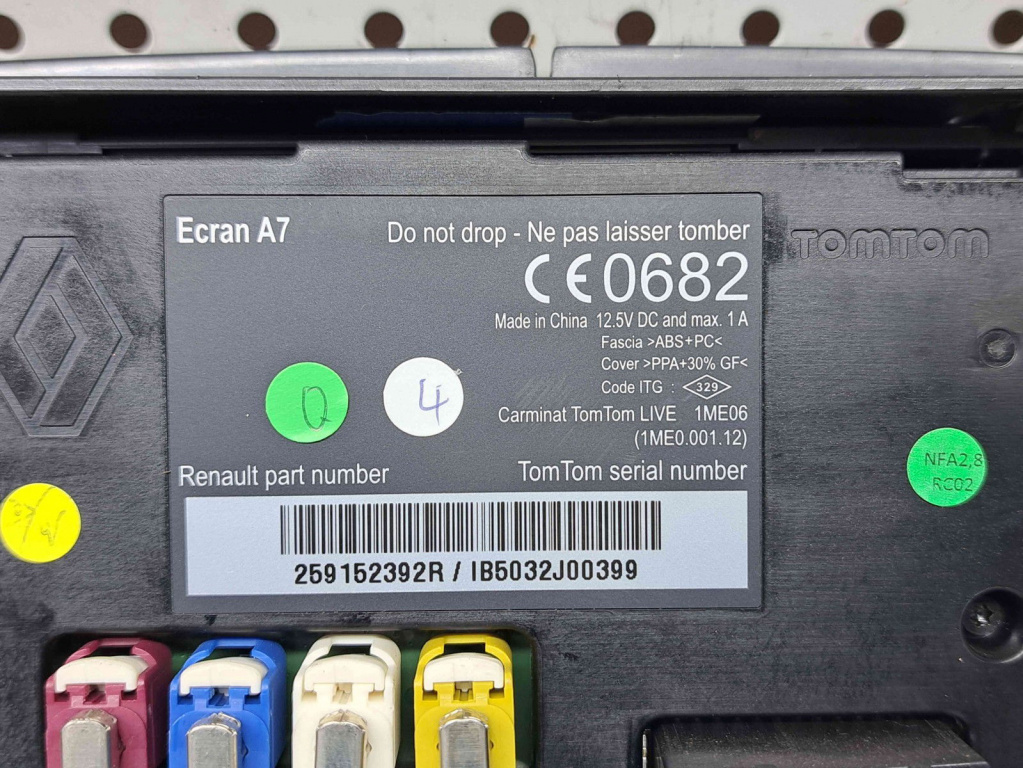 Ecran A7
Do not drop - Ne pas laisser tomber
TOMTOM
CE0682
Made in China 12.5V DC and max. 1 A
Fascia >ABS+PC<
Cover >PPA+30% GF<
Code ITG : <329>
4
Carminat TomTom LIVE 1ME06
(1ME0.001.12)
NFA2,8
RC02
Renault part number
TomTom serial number
259152392R / IB5032J00399